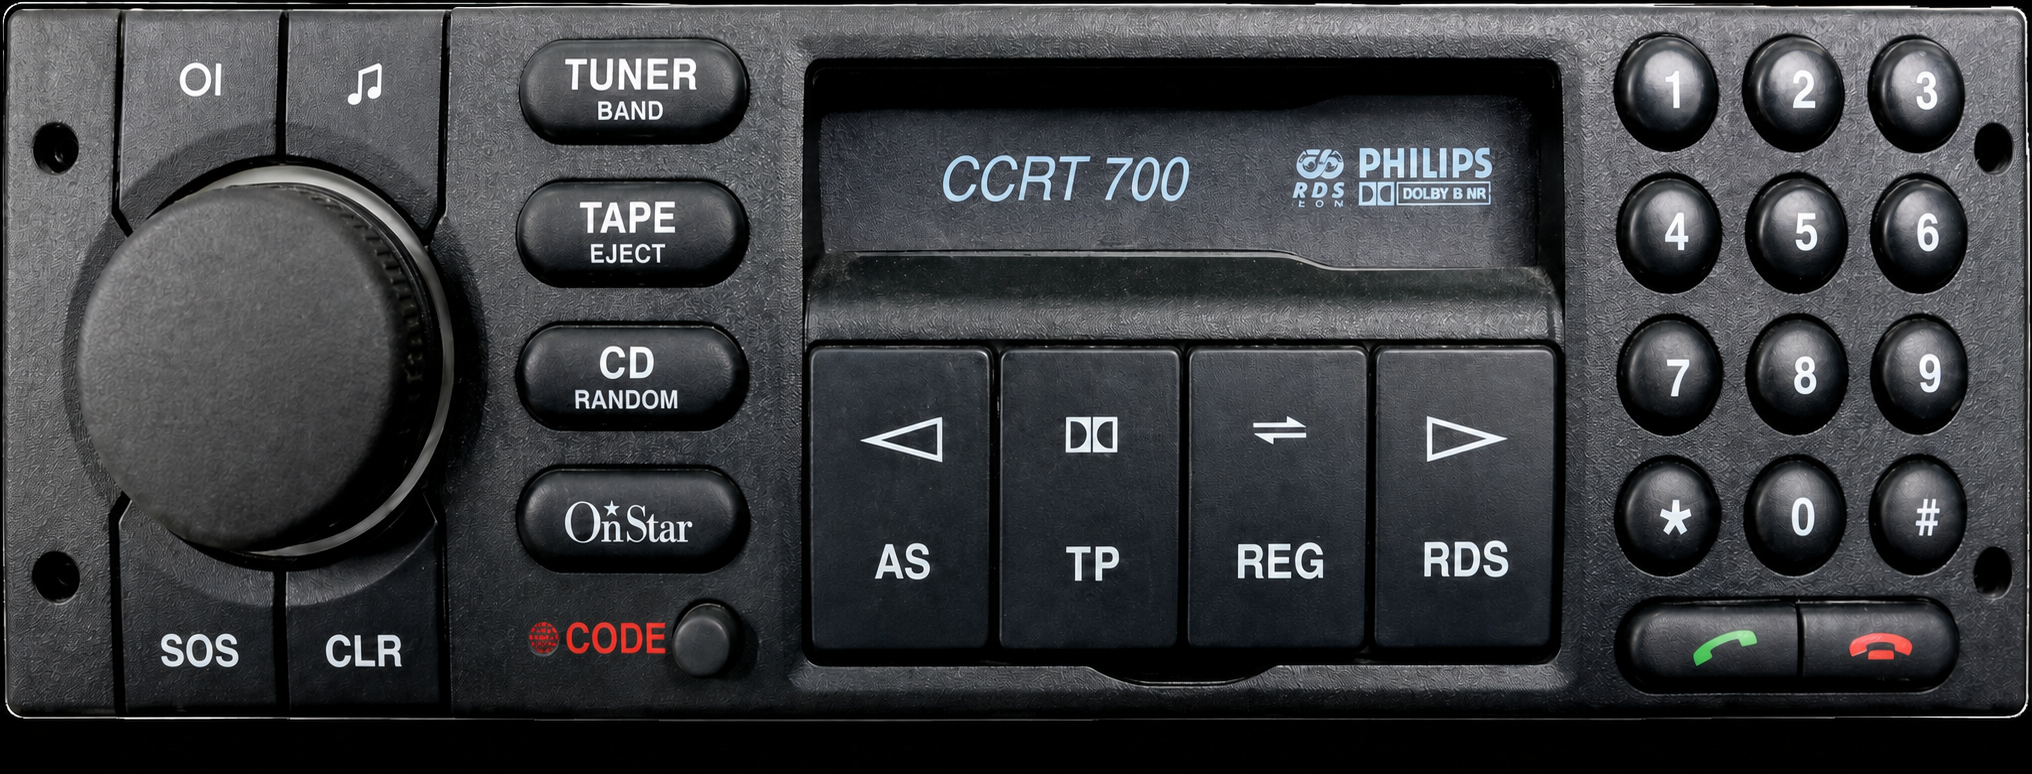 OI
TUNER
BAND
TAPE
EJECT
CD
RANDOM
OnStar
CODE
SOS
CLR
CCRT 700
RDS
EON
PHILIPS
DOLBY B NR
AS
TP
REG
RDS
1 2 3
4 5 6
7 8 9
* 0 #